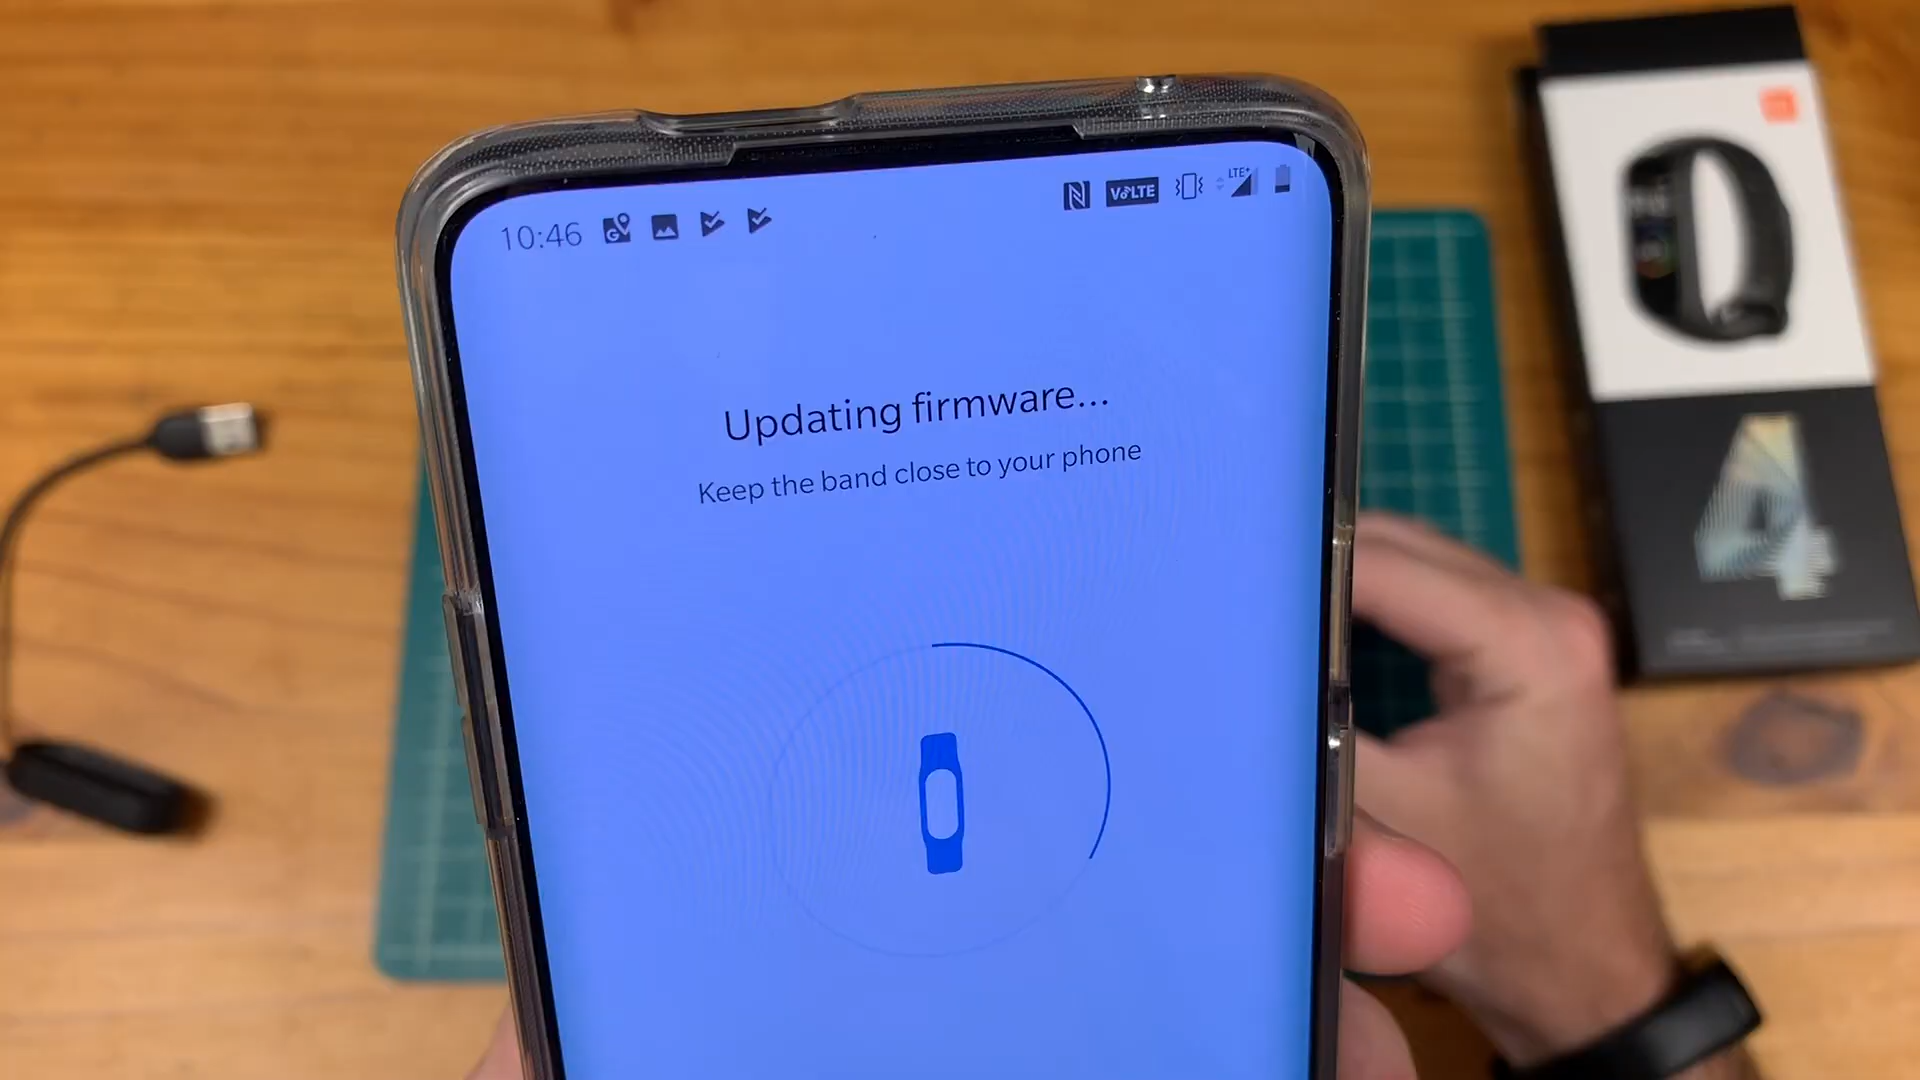 10:46
VoLTE
LTE+
Updating firmware...
Keep the band close to your phone
4